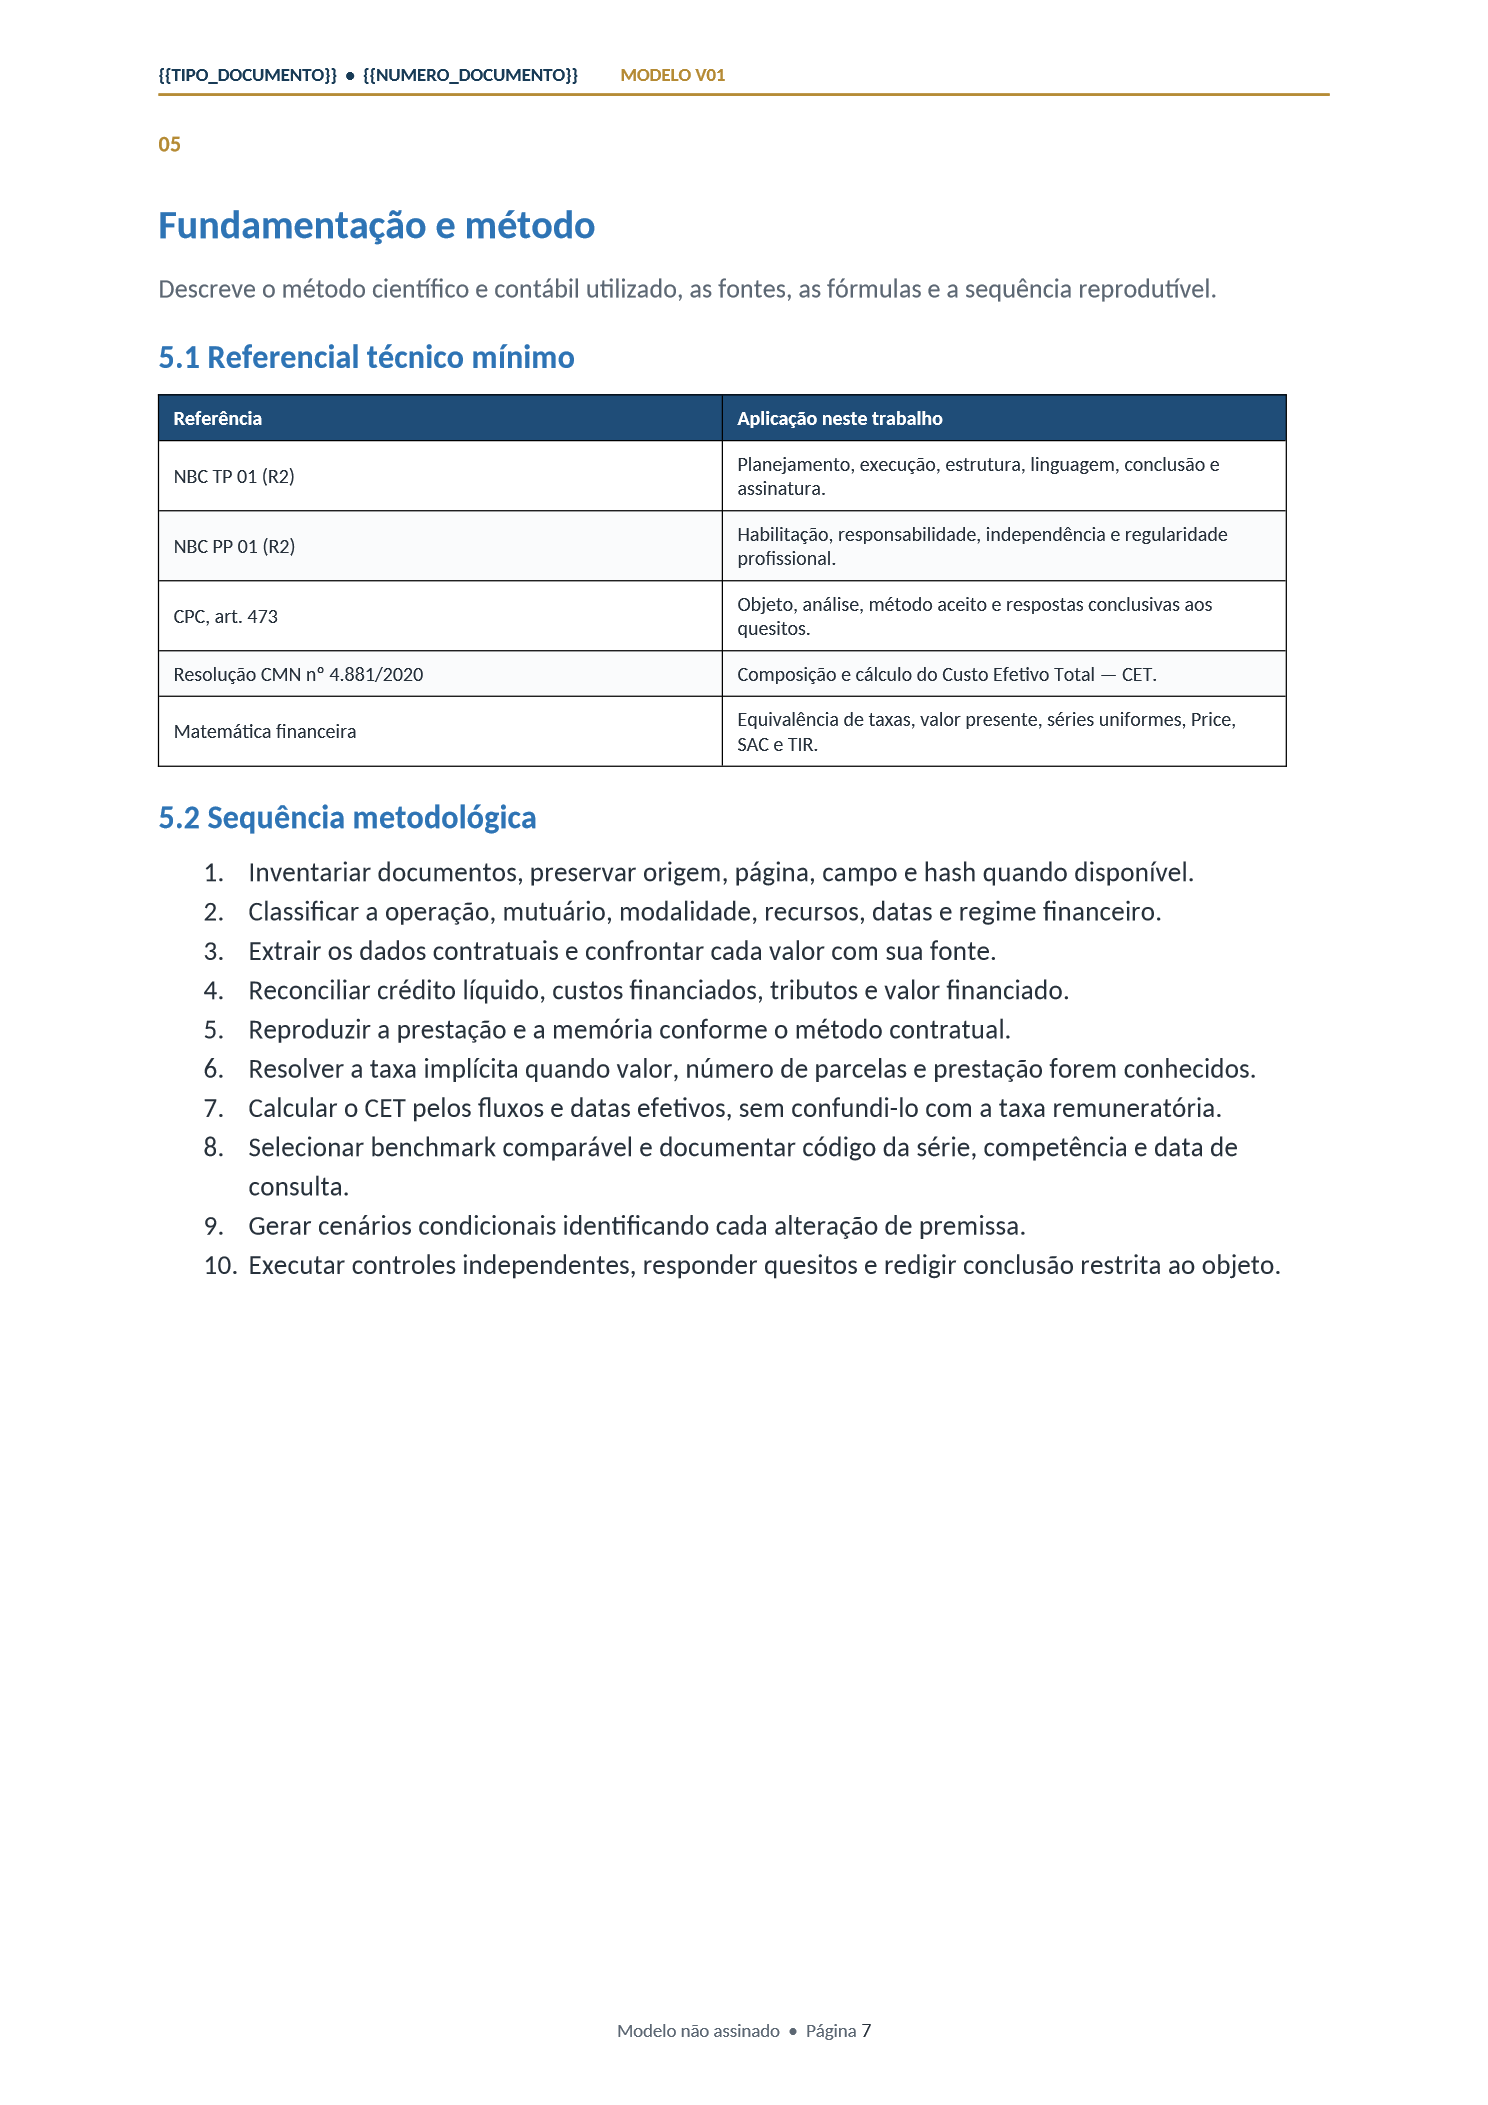 {{TIPO_DOCUMENTO}} ● {{NUMERO_DOCUMENTO}} MODELO V01
05
Fundamentação e método
Descreve o método científico e contábil utilizado, as fontes, as fórmulas e a sequência reprodutível.
5.1 Referencial técnico mínimo
Referência Aplicação neste trabalho
NBC TP 01 (R2) Planejamento, execução, estrutura, linguagem, conclusão e
assinatura.
NBC PP 01 (R2) Habilitação, responsabilidade, independência e regularidade
profissional.
CPC, art. 473 Objeto, análise, método aceito e respostas conclusivas aos
quesitos.
Resolução CMN nº 4.881/2020 Composição e cálculo do Custo Efetivo Total — CET.
Matemática financeira Equivalência de taxas, valor presente, séries uniformes, Price,
SAC e TIR.
5.2 Sequência metodológica
1. Inventariar documentos, preservar origem, página, campo e hash quando disponível.
2. Classificar a operação, mutuário, modalidade, recursos, datas e regime financeiro.
3. Extrair os dados contratuais e confrontar cada valor com sua fonte.
4. Reconciliar crédito líquido, custos financiados, tributos e valor financiado.
5. Reproduzir a prestação e a memória conforme o método contratual.
6. Resolver a taxa implícita quando valor, número de parcelas e prestação forem conhecidos.
7. Calcular o CET pelos fluxos e datas efetivos, sem confundi-lo com a taxa remuneratória.
8. Selecionar benchmark comparável e documentar código da série, competência e data de
consulta.
9. Gerar cenários condicionais identificando cada alteração de premissa.
10. Executar controles independentes, responder quesitos e redigir conclusão restrita ao objeto.
Modelo não assinado ● Página 7